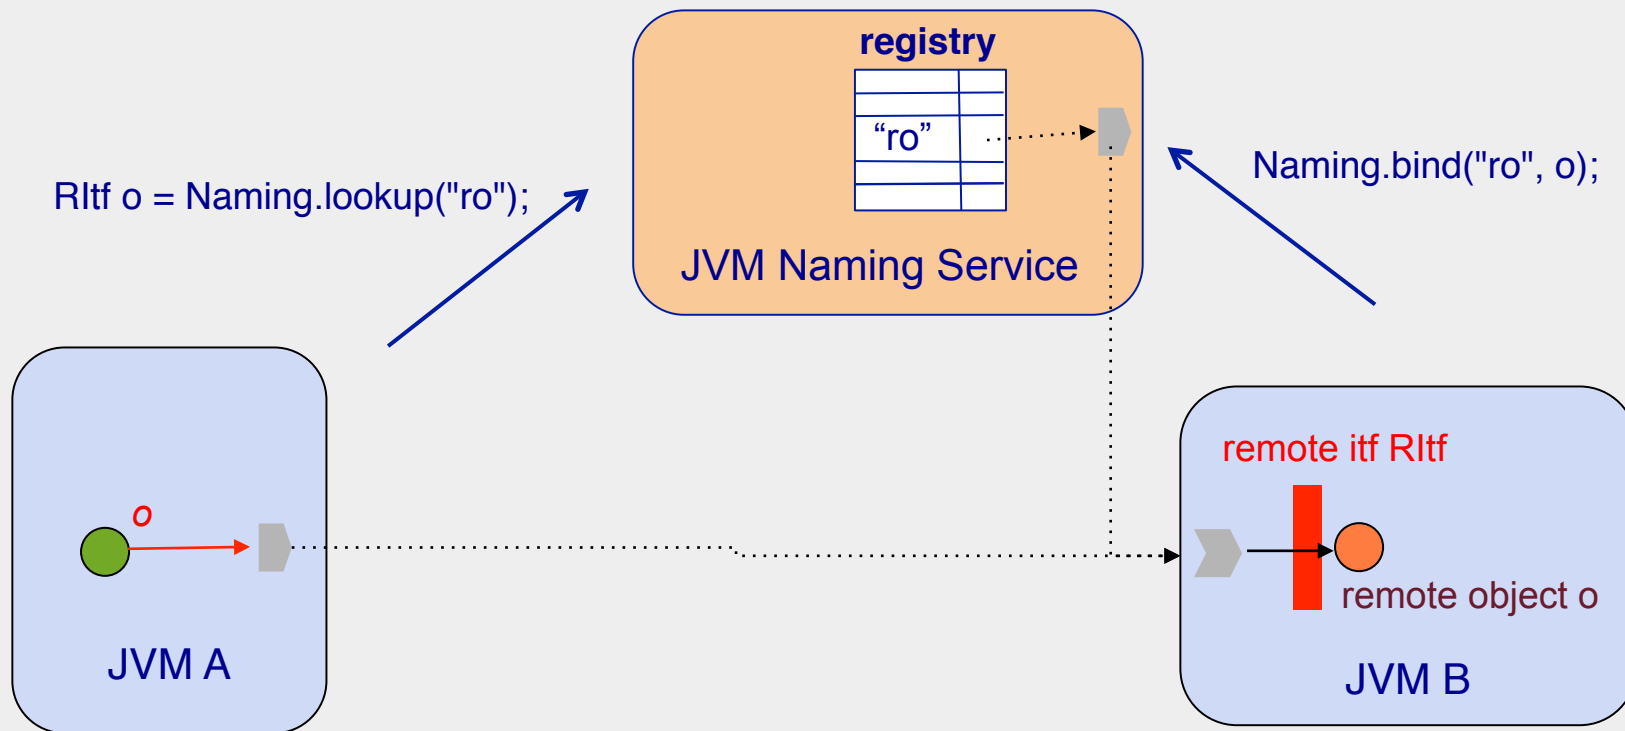 registry
“ro”
JVM Naming Service
RItf o = Naming.lookup("ro");
Naming.bind("ro", o);
o
JVM A
remote itf RItf
remote object o
JVM B